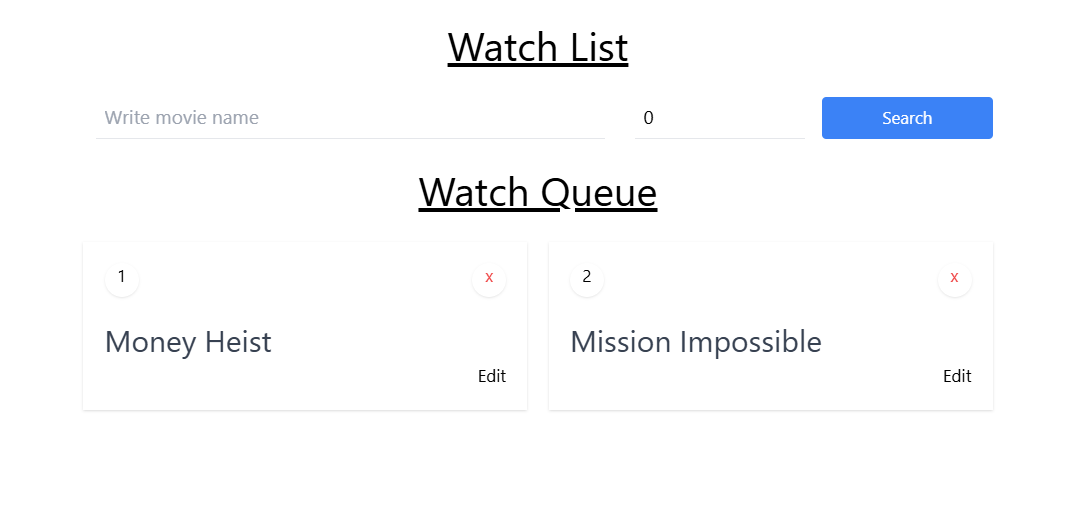 Watch List
Write movie name
0
Search
Watch Queue
1
x
Money Heist
Edit
2
x
Mission Impossible
Edit